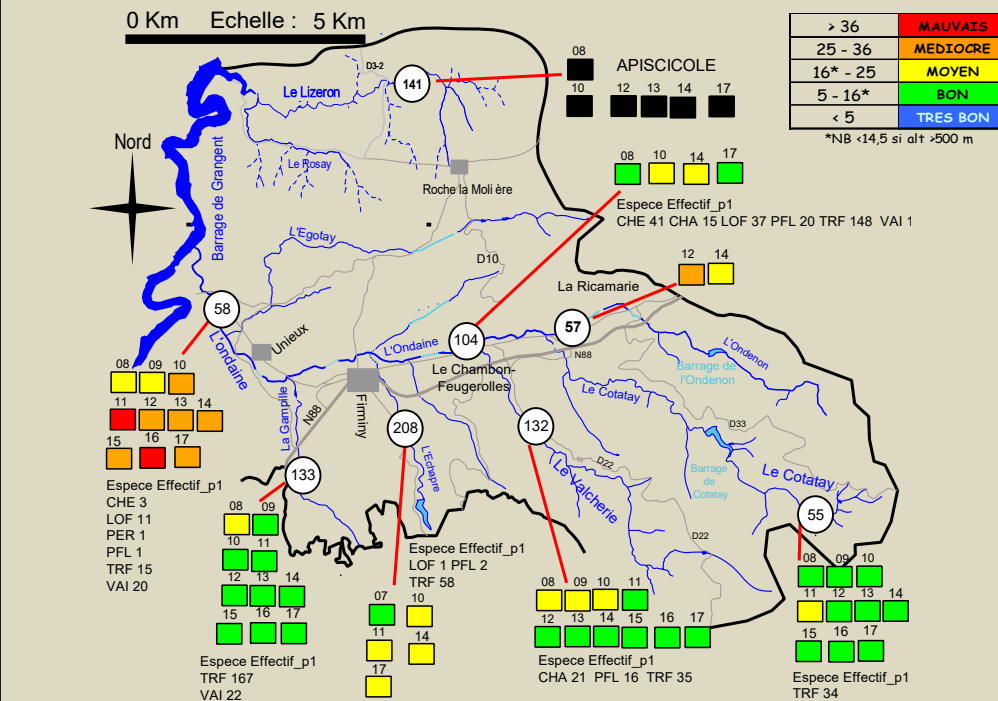 0 Km Echelle : 5 Km
> 36 MAUVAIS
25 - 36 MEDIOCRE
16* - 25 MOYEN
5 - 16* BON
< 5 TRES BON
*NB <14,5 si alt >500 m
08
APISCICOLE
10 12 13 14 17
D3-2
141
Le Lizeron
Nord
Barrage de Grangent
Le Rosay
Roche la Moli ère
08 10 14 17
Espece Effectif_p1
CHE 41 CHA 15 LOF 37 PFL 20 TRF 148 VAI 1
L'Egotay
D10
12 14
La Ricamarie
58
57
104
L'ondaine
Unieux
L'Ondaine
N88
Le Chambon-
Feugerolles
L'Ondenon
Barrage de
l'Ondenon
Le Cotatay
La Gampille
N88
Firminy
208
L'Echapre
132
D22
Le Valcherie
D33
Barrage
de
Cotatay
Le Cotatay
55
D22
133
08 09 10
11 12 13 14
15 16 17
Espece Effectif_p1
CHE 3
LOF 11
PER 1
PFL 1
TRF 15
VAI 20
08 09
10 11
12 13 14
15 16 17
Espece Effectif_p1
TRF 167
VAI 22
Espece Effectif_p1
LOF 1 PFL 2
TRF 58
07 10
11 14
17
08 09 10 11
12 13 14 15 16 17
Espece Effectif_p1
CHA 21 PFL 16 TRF 35
08 09 10
11 12 13 14
15 16 17
Espece Effectif_p1
TRF 34